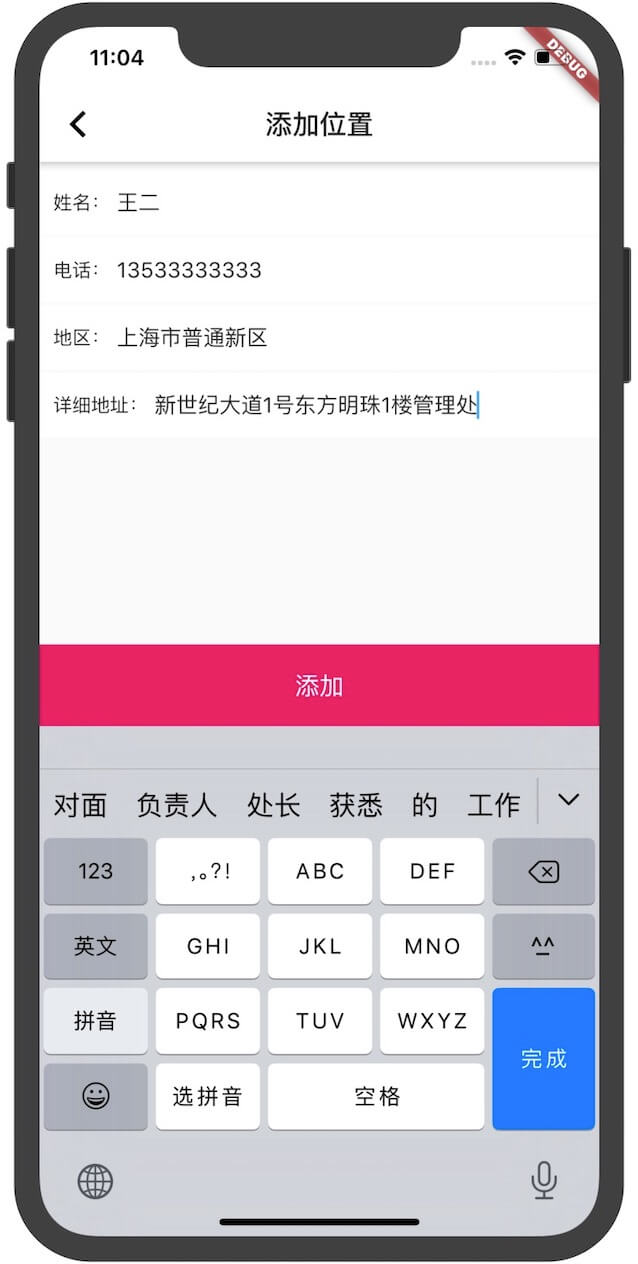 11:04
DEBUG
添加位置
姓名： 王二
电话： 13533333333
地区： 上海市普通新区
详细地址： 新世纪大道1号东方明珠1楼管理处
添加
对面 负责人 处长 获悉 的 工作
123 ,。?! ABC DEF
英文 GHI JKL MNO ^^
拼音 PQRS TUV WXYZ
完成
选拼音 空格